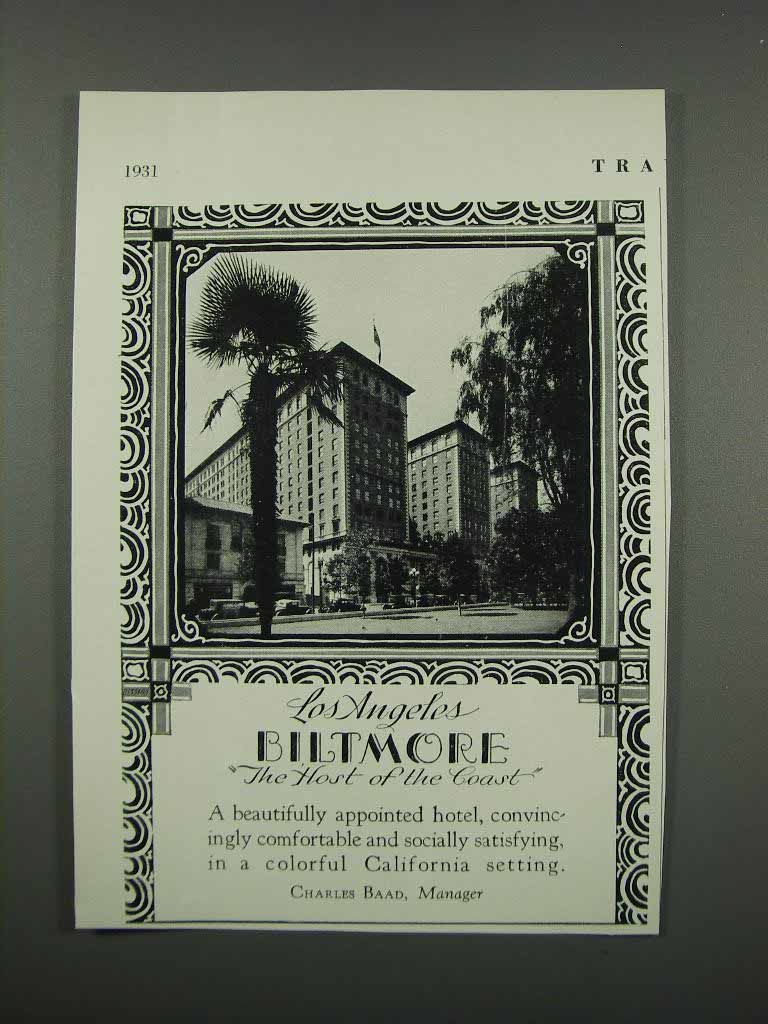 1931
TRA
Los Angeles
BILTMORE
"The Host of the Coast"
A beautifully appointed hotel, convinc-
ingly comfortable and socially satisfying,
in a colorful California setting.
CHARLES BAAD, Manager